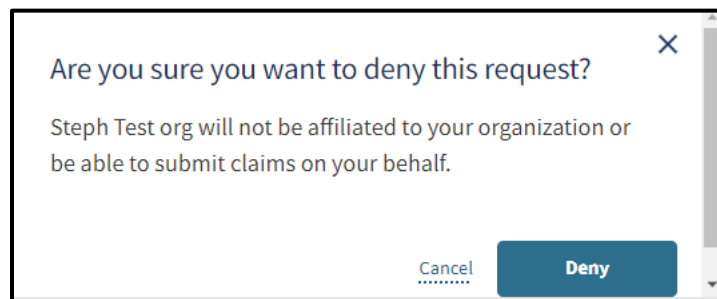 Are you sure you want to deny this request?
Steph Test org will not be affiliated to your organization or
be able to submit claims on your behalf.
Cancel
Deny